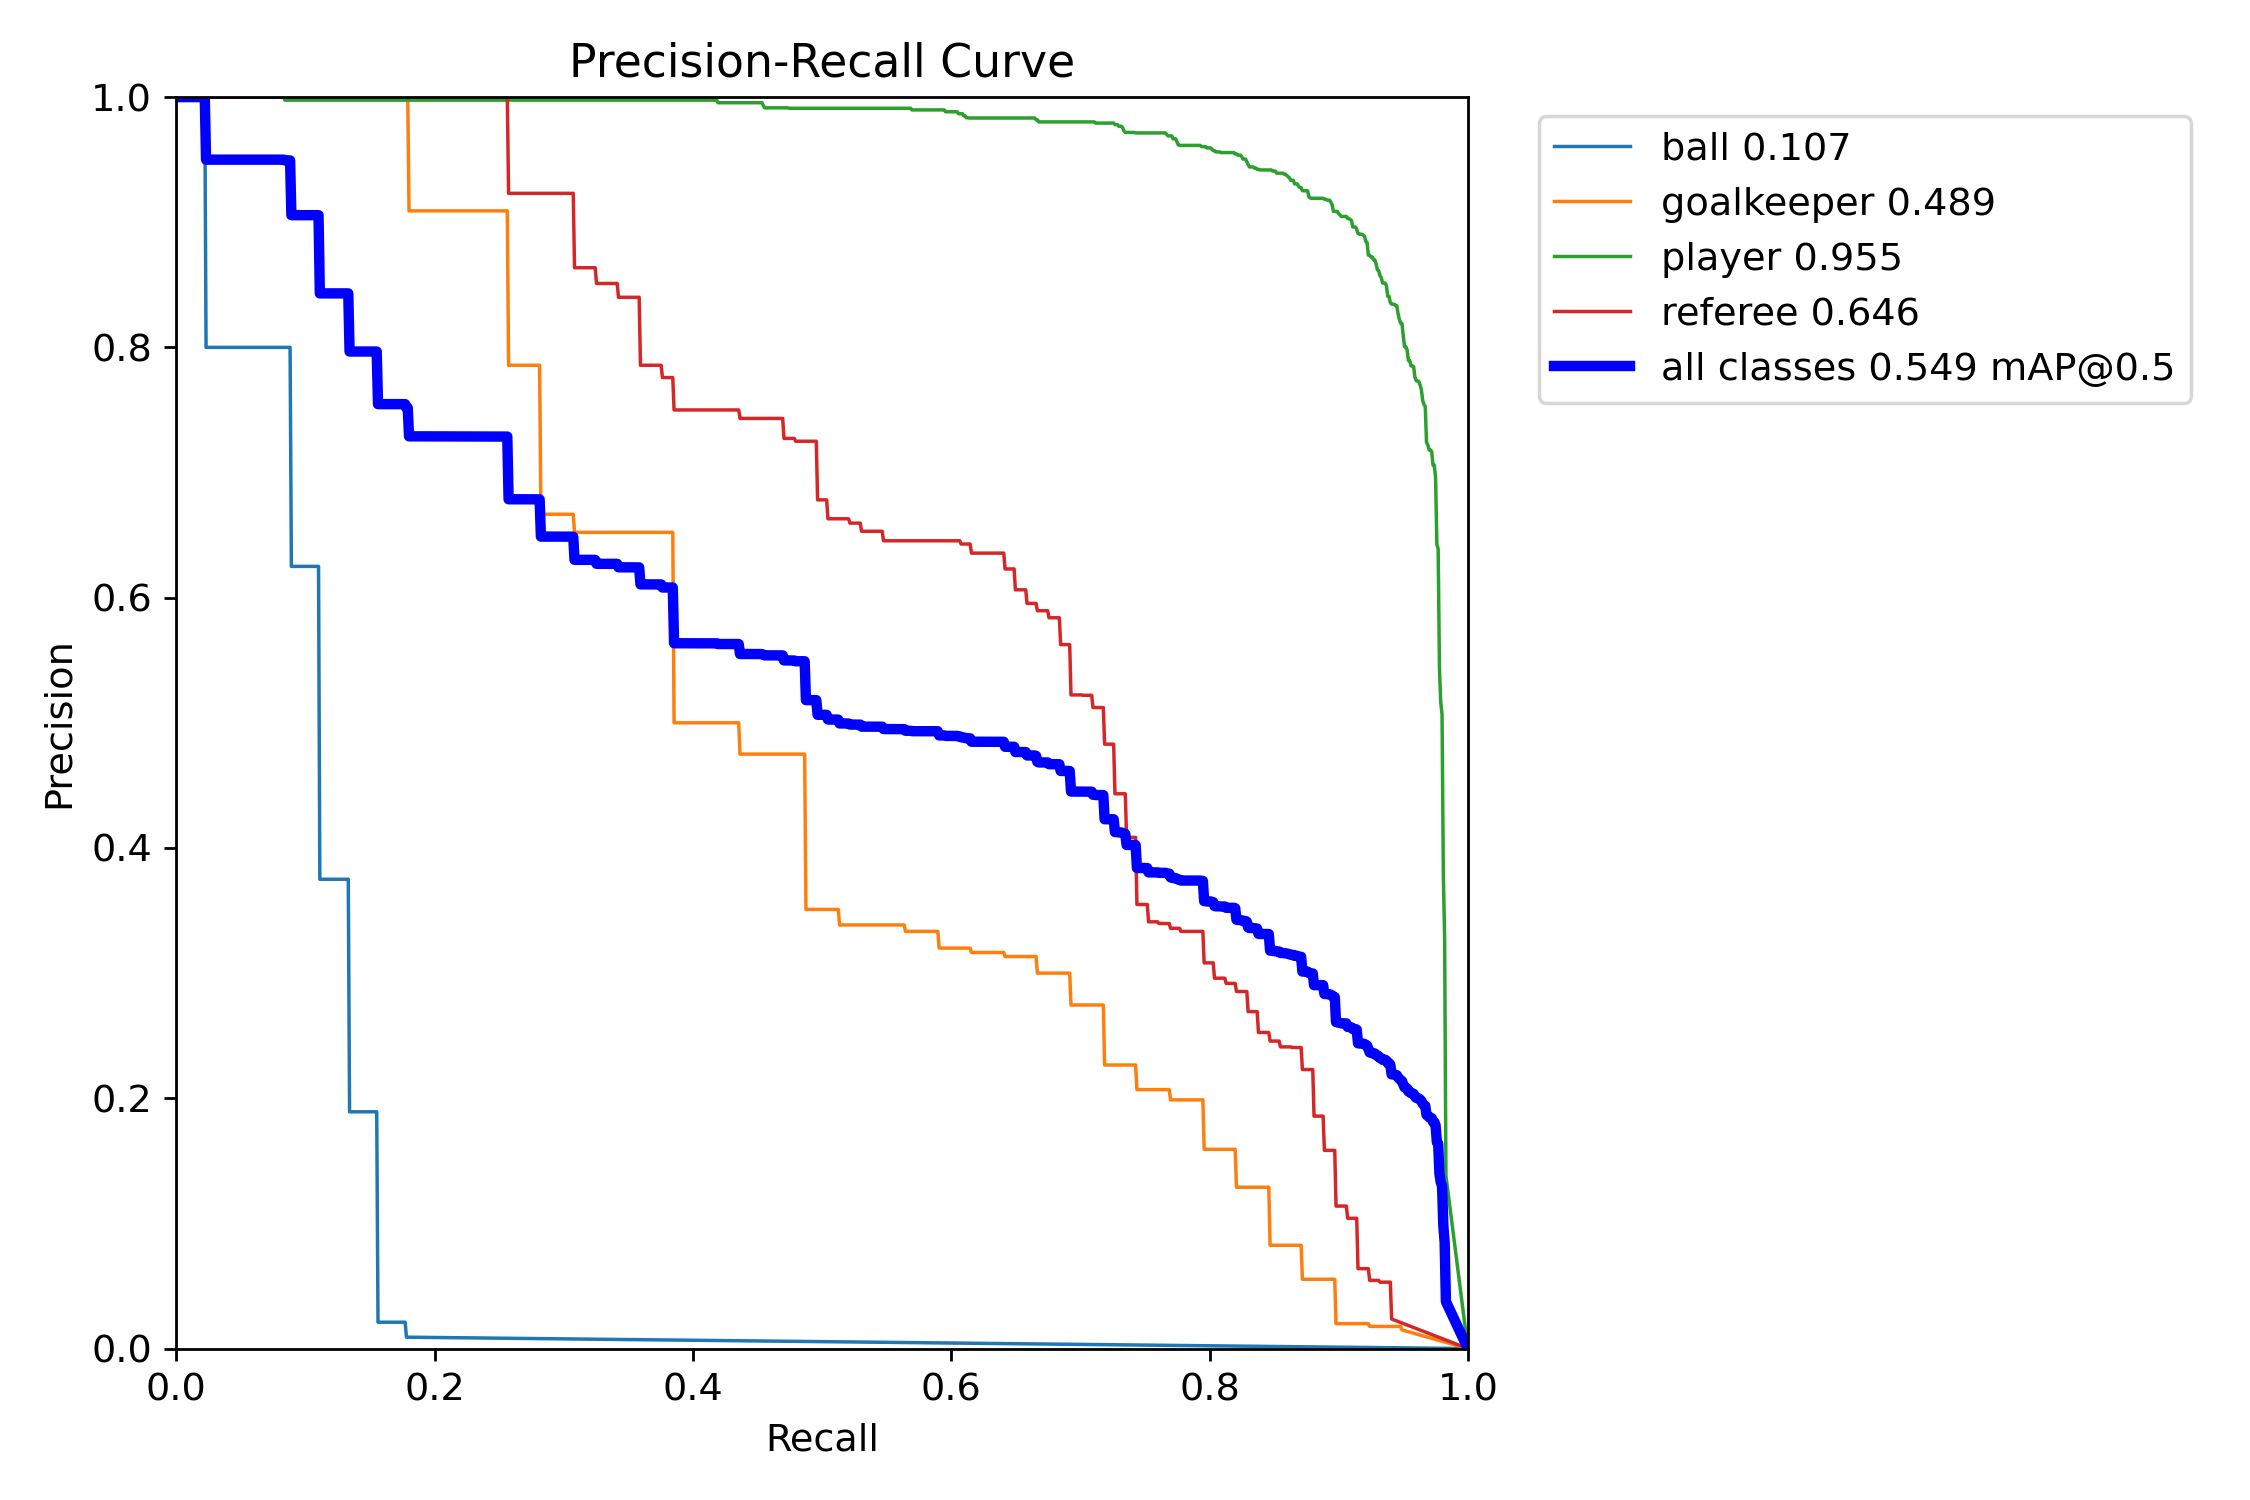 Precision-Recall Curve
1.0
0.8
0.6
0.4
0.2
0.0
Precision
0.0 0.2 0.4 0.6 0.8 1.0
Recall
ball 0.107
goalkeeper 0.489
player 0.955
referee 0.646
all classes 0.549 mAP@0.5